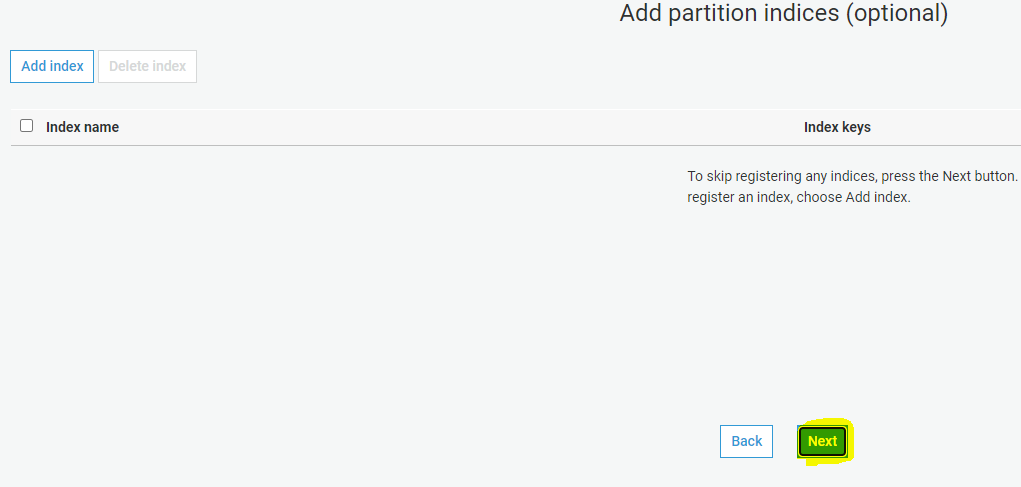 Add partition indices (optional)
Add index Delete index
Index name Index keys
To skip registering any indices, press the Next button.
register an index, choose Add index.
Back Next